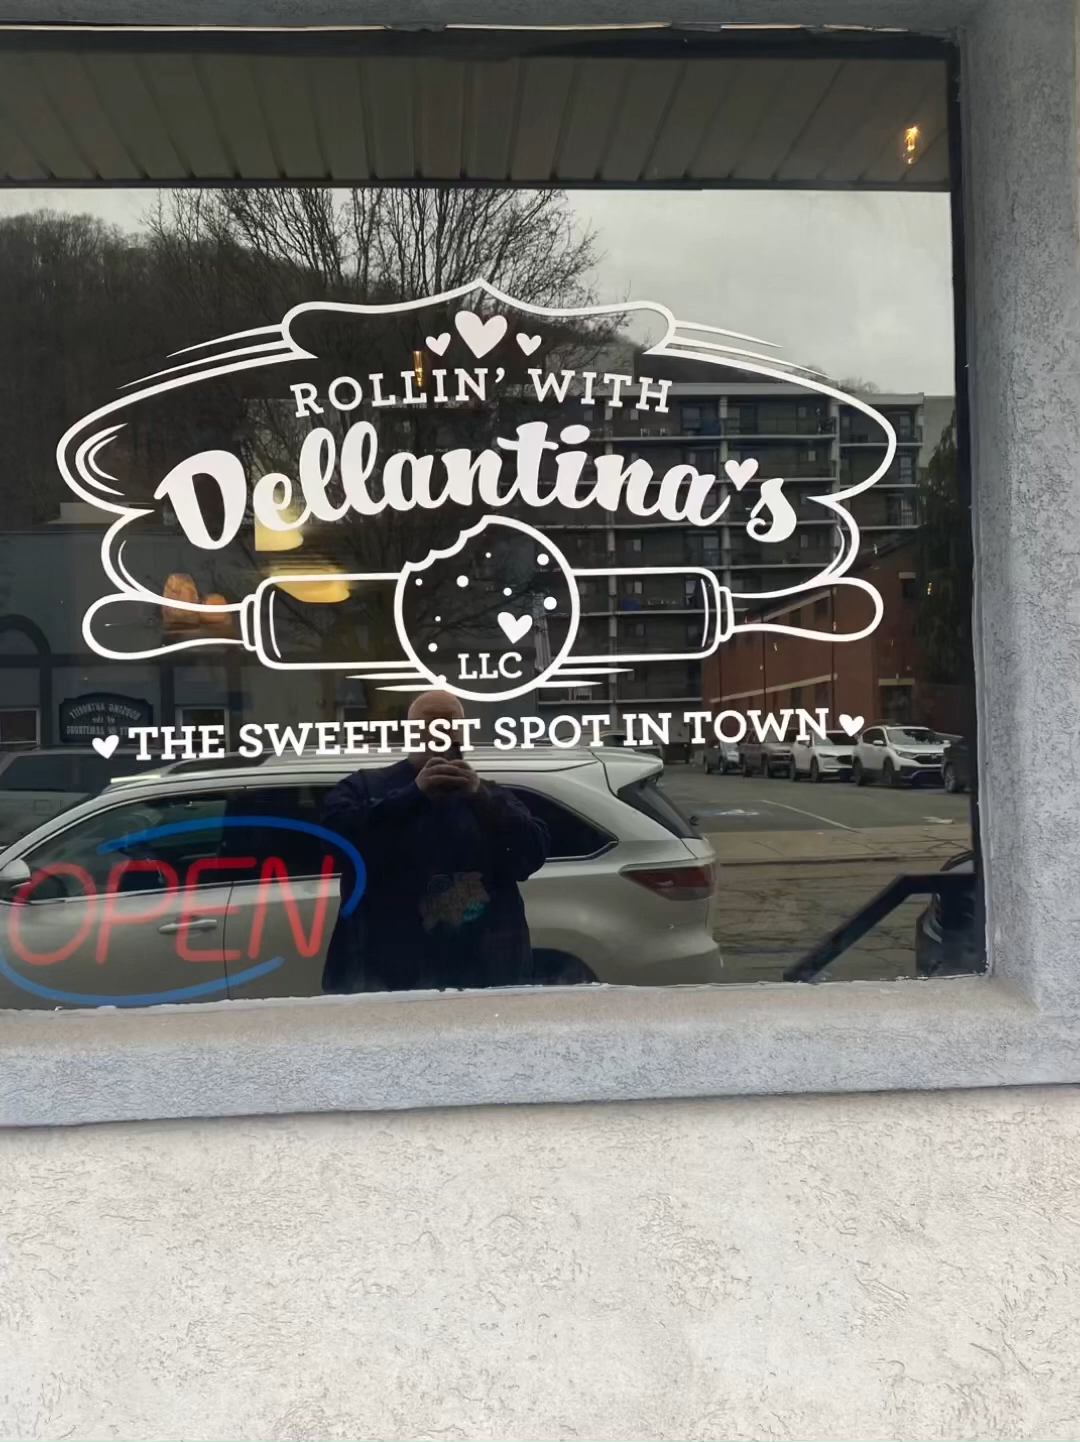 ROLLIN' WITH
Dellantina's
LLC
THE SWEETEST SPOT IN TOWN
OPEN